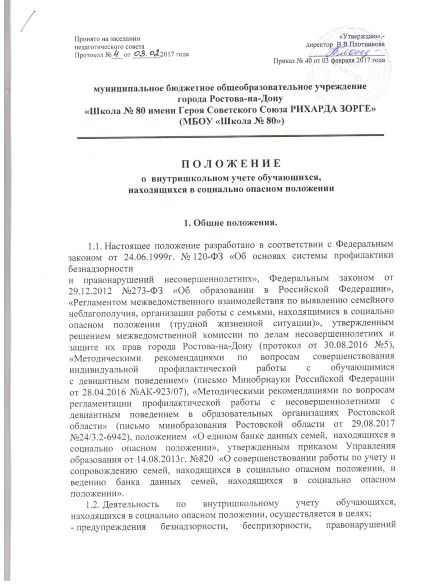 Принято на заседании
педагогического совета
Протокол № 4 от 03.02 2017 года
«Утверждаю».-
директор В.В.Плотникова
Приказ № 40 от 03 февраля 2017 года
муниципальное бюджетное общеобразовательное учреждение
города Ростова-на-Дону
«Школа № 80 имени Героя Советского Союза РИХАРДА ЗОРГЕ»
(МБОУ «Школа № 80»)
П О Л О Ж Е Н И Е
о внутришкольном учете обучающихся,
находящихся в социально опасном положении
1. Общие положения.
1.1. Настоящее положение разработано в соответствии с Федеральным
законом от 24.06.1999г. № 120-ФЗ «Об основах системы профилактики
безнадзорности
и правонарушений несовершеннолетних», Федеральным законом от
29.12.2012 №273-ФЗ «Об образовании в Российской Федерации»,
«Регламентом межведомственного взаимодействия по выявлению семейного
неблагополучия, организации работы с семьями, находящимися в социально
опасном положении (трудной жизненной ситуации)», утвержденным
решением межведомственной комиссии по делам несовершеннолетних и
защите их прав города Ростова-на-Дону (протокол от 30.08.2016 №5),
«Методическими рекомендациями по вопросам совершенствования
индивидуальной профилактической работы с обучающимися
с девиантным поведением» (письмо Минобрнауки Российской Федерации
от 28.04.2016 №АК-923/07), «Методическими рекомендациями по вопросам
регламентации профилактической работы с несовершеннолетними с
девиантным поведением в образовательных организациях Ростовской
области» (письмо минобразования Ростовской области от 29.08.2017
№24/3.2-6942), положением «О едином банке данных семей, находящихся в
социально опасном положении», утвержденным приказом Управления
образования от 14.08.2013г. №820 «О совершенствовании работы по учету и
сопровождению семей, находящихся в социально опасном положении, и
ведению банка данных семей, находящихся в социально опасном
положении».
1.2. Деятельность по внутришкольному учету обучающихся,
находящихся в социально опасном положении, осуществляется в целях;
- предупреждения безнадзорности, беспризорности, правонарушений